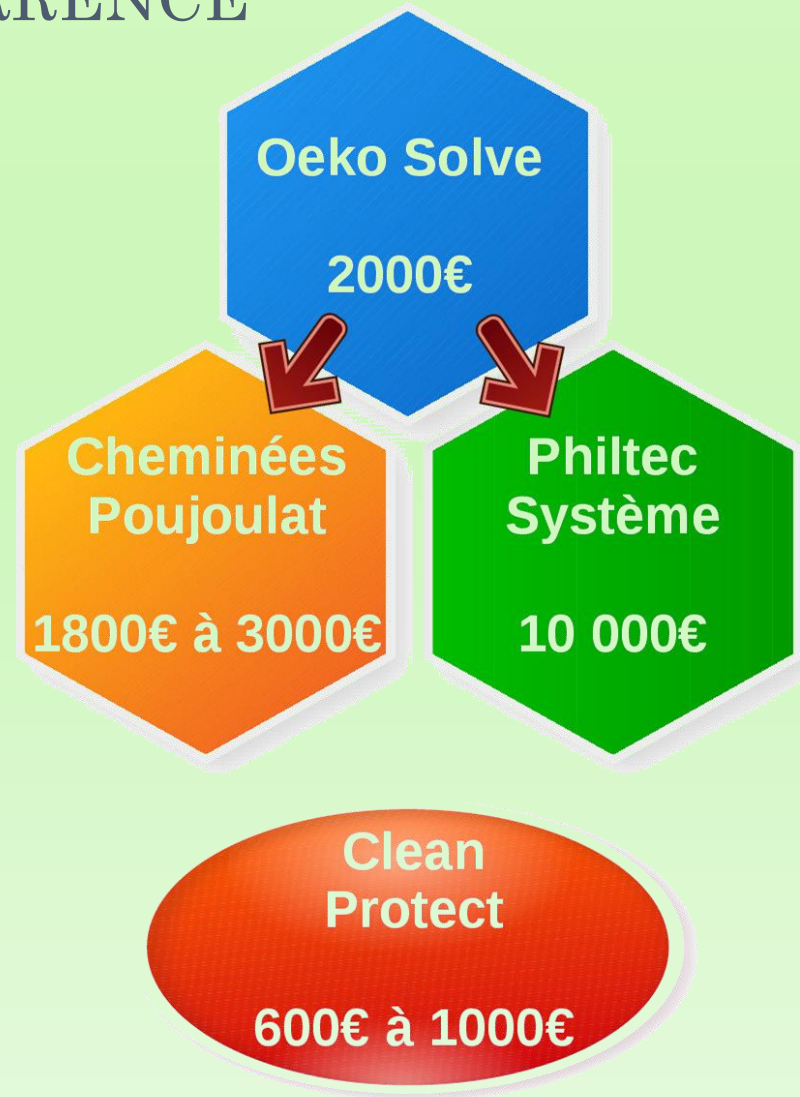 Oeko Solve
2000€
Cheminées
Poujoulat
1800€ à 3000€
Philtec
Système
10 000€
Clean
Protect
600€ à 1000€